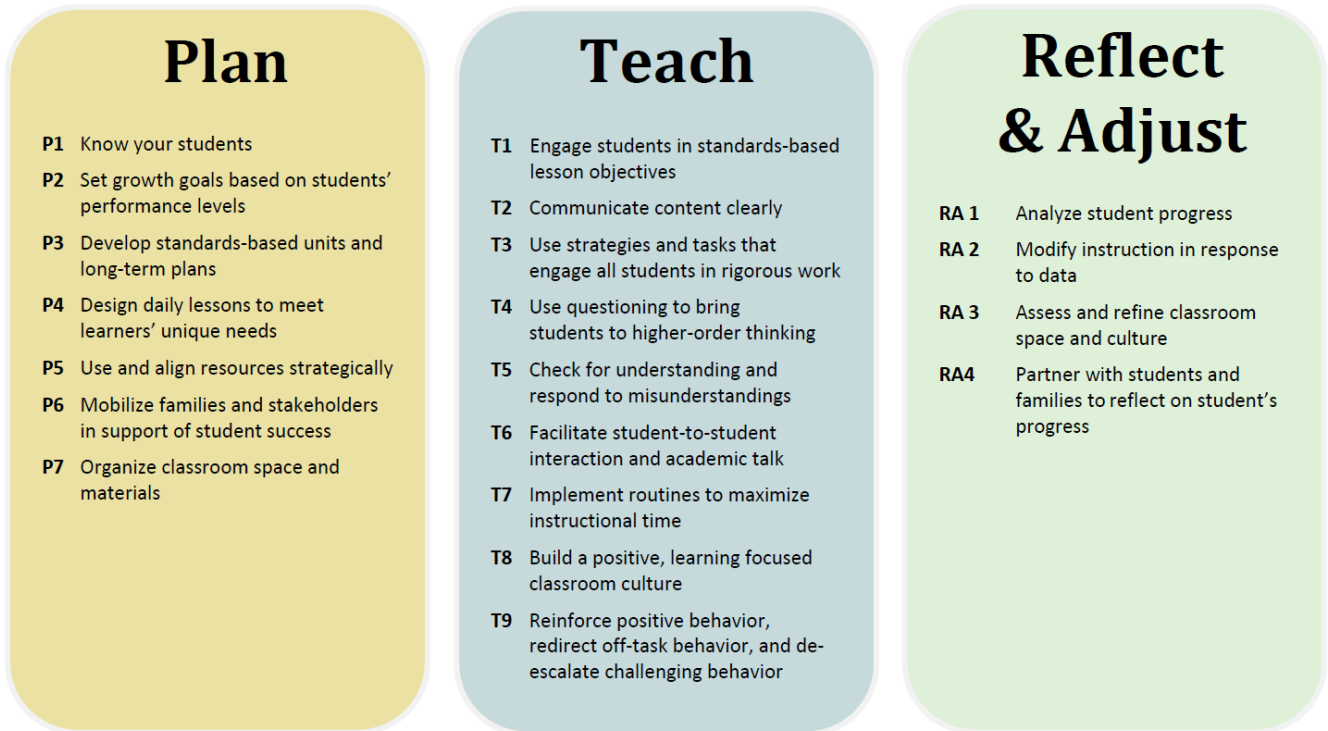 Plan
P1 Know your students
P2 Set growth goals based on students’
performance levels
P3 Develop standards-based units and
long-term plans
P4 Design daily lessons to meet
learners’ unique needs
P5 Use and align resources strategically
P6 Mobilize families and stakeholders
in support of student success
P7 Organize classroom space and
materials
Teach
T1 Engage students in standards-based
lesson objectives
T2 Communicate content clearly
T3 Use strategies and tasks that
engage all students in rigorous work
T4 Use questioning to bring
students to higher-order thinking
T5 Check for understanding and
respond to misunderstandings
T6 Facilitate student-to-student
interaction and academic talk
T7 Implement routines to maximize
instructional time
T8 Build a positive, learning focused
classroom culture
T9 Reinforce positive behavior,
redirect off-task behavior, and de-
escalate challenging behavior
Reflect
& Adjust
RA 1 Analyze student progress
RA 2 Modify instruction in response
to data
RA 3 Assess and refine classroom
space and culture
RA4 Partner with students and
families to reflect on student’s
progress